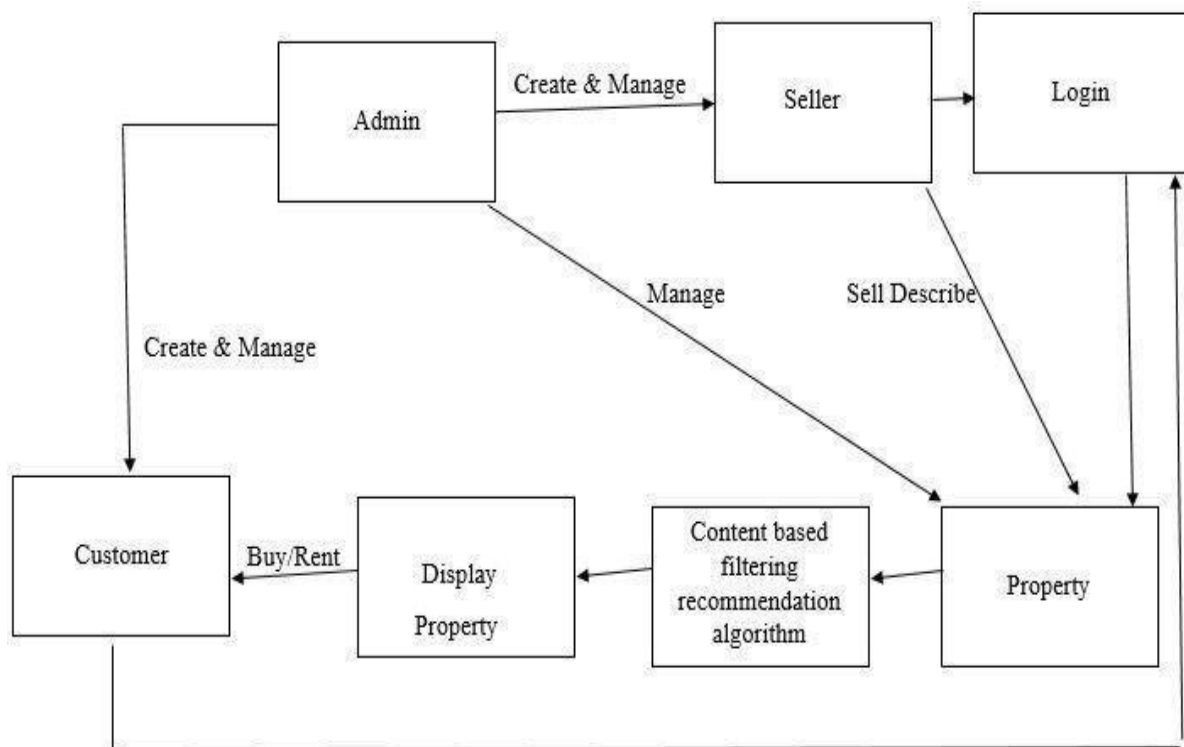 Create & Manage
Seller
Login
Admin
Manage
Sell Describe
Create & Manage
Customer
Buy/Rent
Display
Property
Content based
filtering
recommendation
algorithm
Property